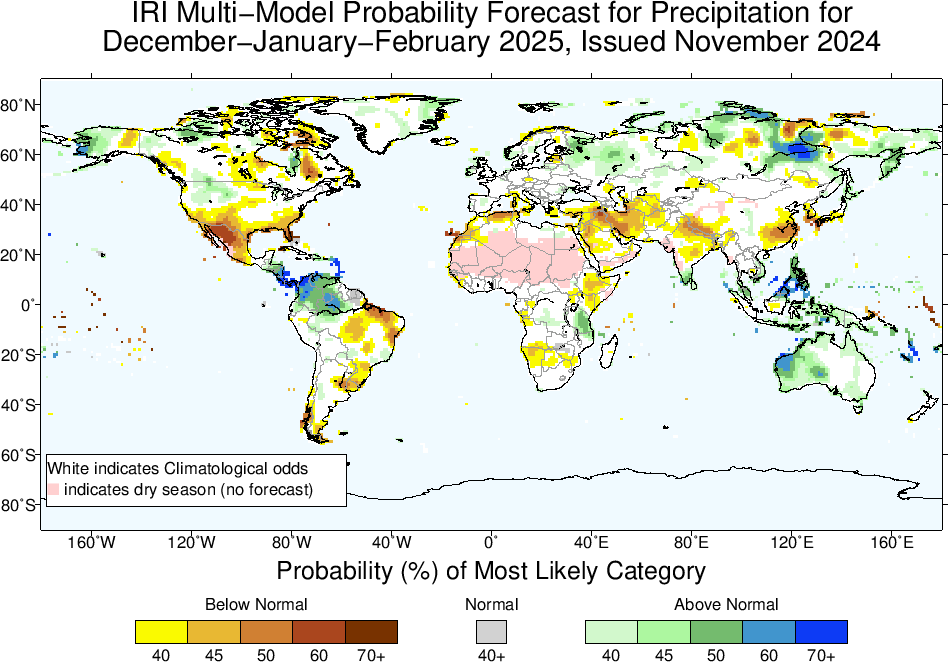 IRI Multi−Model Probability Forecast for Precipitation for
December−January−February 2025, Issued November 2024
80˚N
60˚N
40˚N
20˚N
0˚
20˚S
40˚S
60˚S
80˚S
White indicates Climatological odds
indicates dry season (no forecast)
160˚W 120˚W 80˚W 40˚W 0˚ 40˚E 80˚E 120˚E 160˚E
Probability (%) of Most Likely Category
Below Normal Normal Above Normal
40 45 50 60 70+ 40+ 40 45 50 60 70+